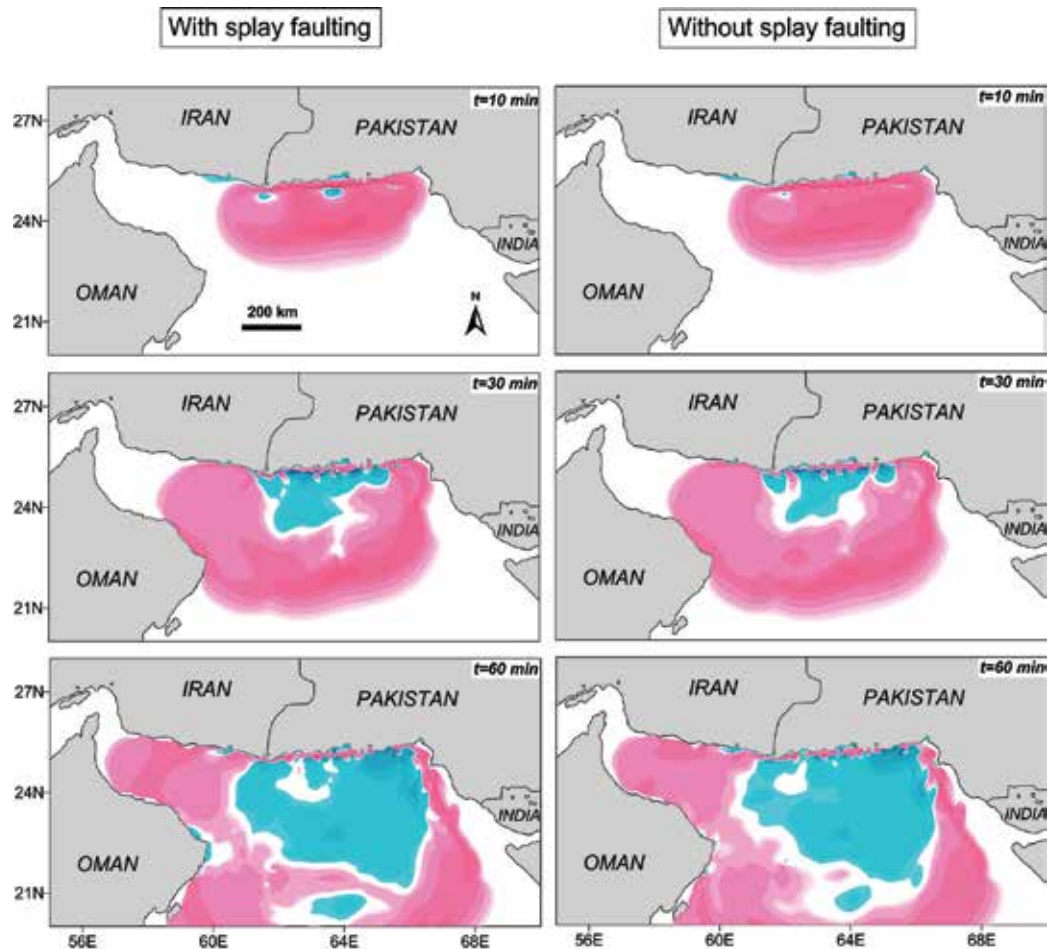 With splay faulting
Without splay faulting
t=10 min
27N
IRAN
PAKISTAN
24N
INDIA
OMAN
200 km
N
21N
t=10 min
IRAN
PAKISTAN
INDIA
OMAN
t=30 min
27N
IRAN
PAKISTAN
24N
INDIA
OMAN
21N
t=30 min
IRAN
PAKISTAN
INDIA
OMAN
t=60 min
27N
IRAN
PAKISTAN
24N
INDIA
OMAN
21N
56E 60E 64E 68E
t=60 min
IRAN
PAKISTAN
INDIA
OMAN
56E 60E 64E 68E